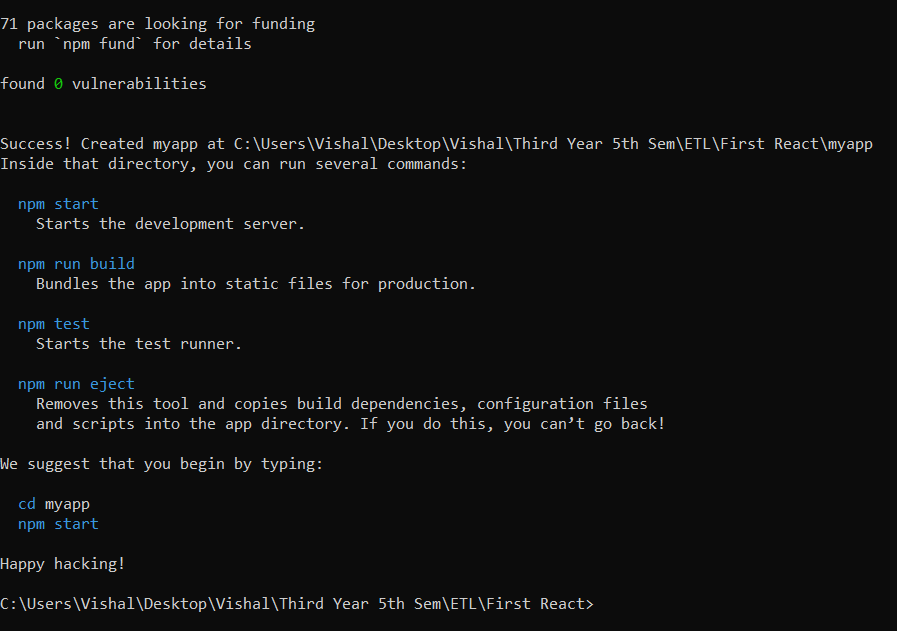 71 packages are looking for funding
run `npm fund` for details
found 0 vulnerabilities
Success! Created myapp at C:\Users\Vishal\Desktop\Vishal\Third Year 5th Sem\ETL\First React\myapp
Inside that directory, you can run several commands:
npm start
Starts the development server.
npm run build
Bundles the app into static files for production.
npm test
Starts the test runner.
npm run eject
Removes this tool and copies build dependencies, configuration files
and scripts into the app directory. If you do this, you can’t go back!
We suggest that you begin by typing:
cd myapp
npm start
Happy hacking!
C:\Users\Vishal\Desktop\Vishal\Third Year 5th Sem\ETL\First React>